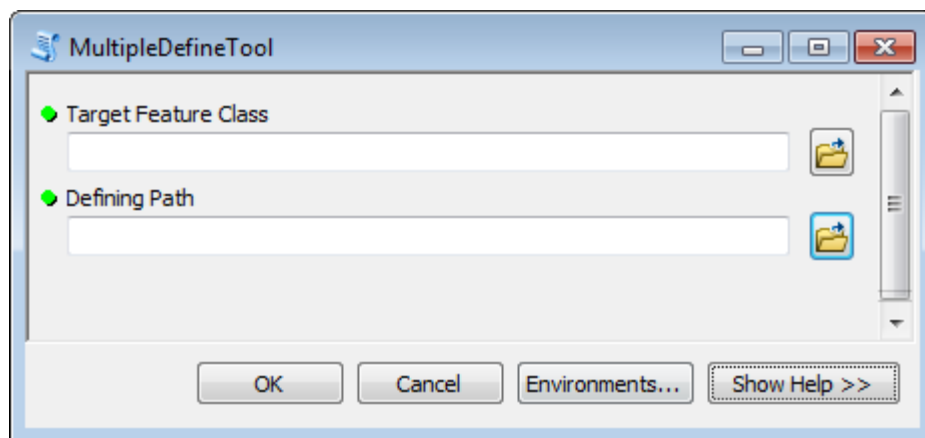 MultipleDefineTool
Target Feature Class
Defining Path
OK Cancel Environments... Show Help >>